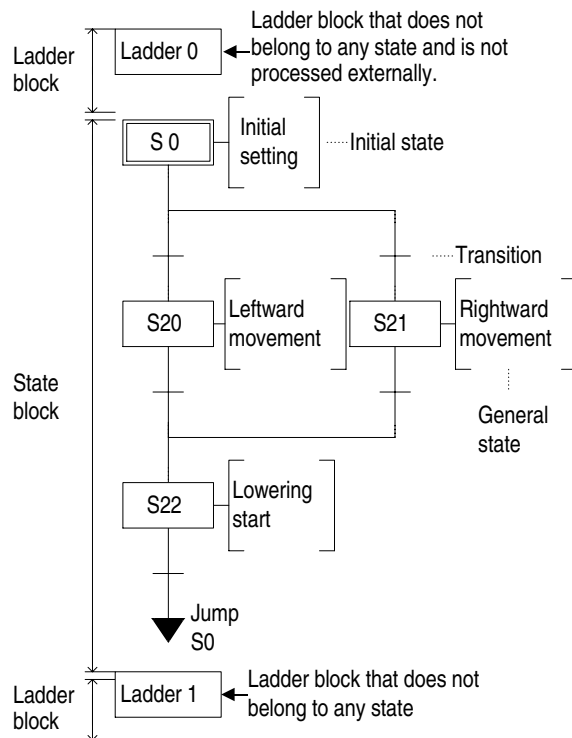 Ladder block that does not
belong to any state and is not
processed externally.
Ladder
block
Ladder 0
S 0
Initial
setting
Initial state
Transition
S20
Leftward
movement
S21
Rightward
movement
State
block
General
state
S22
Lowering
start
Jump
S0
Ladder
block
Ladder 1
Ladder block that does not
belong to any state